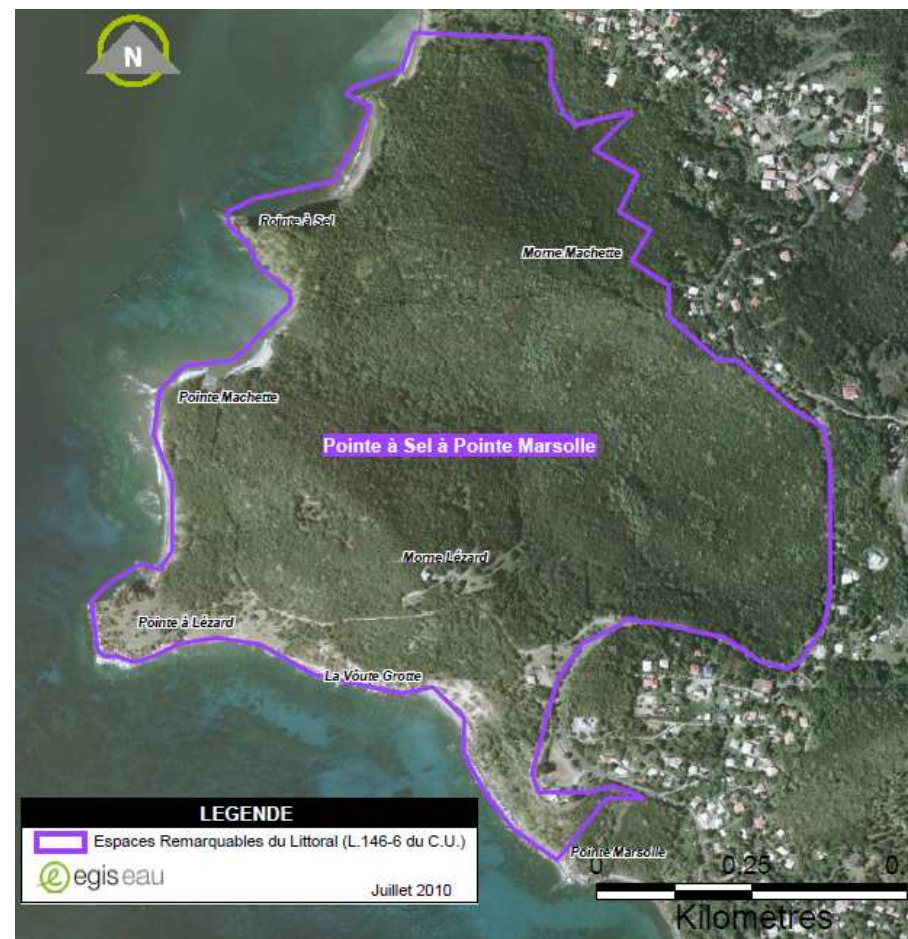 N
Pointe à Sel
Morne Machette
Pointe Machette
Pointe à Sel à Pointe Marsolle
Morne Lézard
Pointe à Lézard
La Voûte Grotte
LEGENDE
Espaces Remarquables du Littoral (L.146-6 du C.U.)
egis eau
Juillet 2010
Pointe Marsolle
0 0.25 0.
Kilomètres